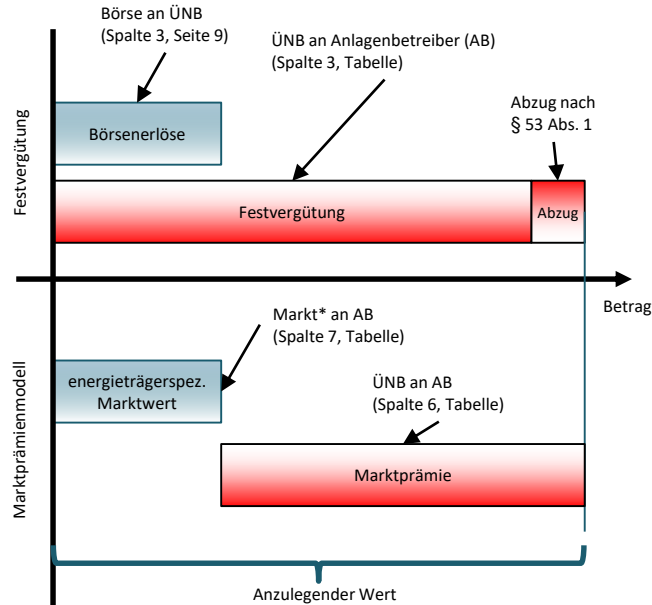 Börse an ÜNB
(Spalte 3, Seite 9)
ÜNB an Anlagenbetreiber (AB)
(Spalte 3, Tabelle)
Abzug nach
§ 53 Abs. 1
Festvergütung
Börsenerlöse
Festvergütung
Abzug
Betrag
Marktprämienmodell
Markt* an AB
(Spalte 7, Tabelle)
energieträgerspez.
Marktwert
ÜNB an AB
(Spalte 6, Tabelle)
Marktprämie
Anzulegender Wert